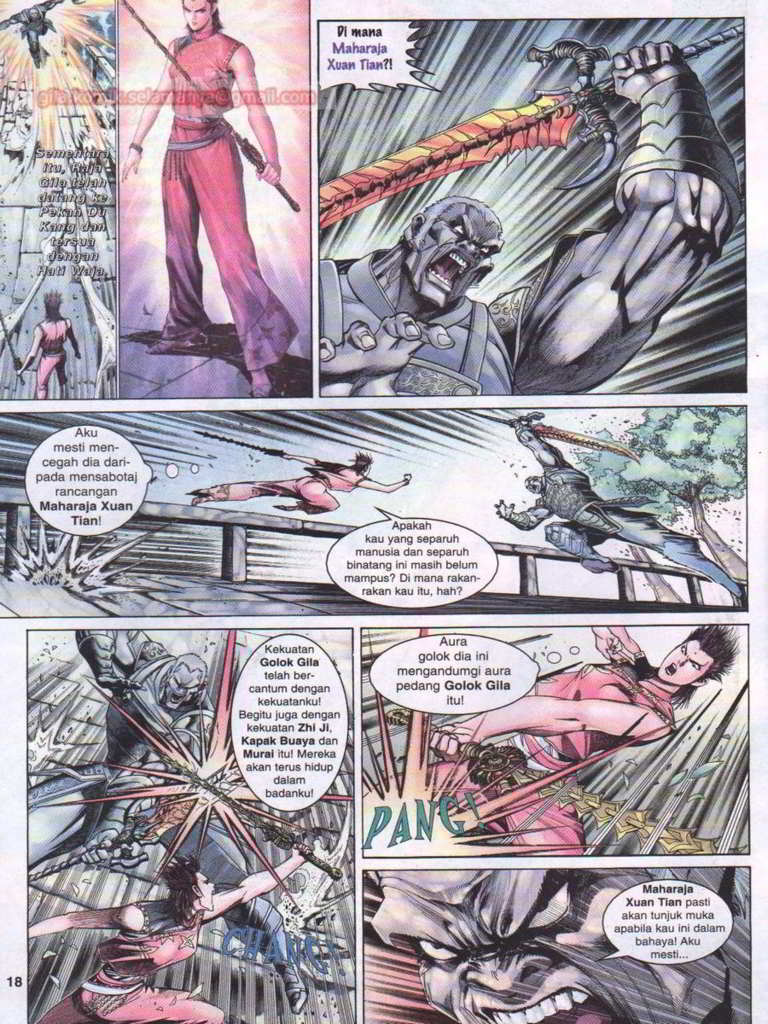 Sementara
itu, Raja
Gila telah
datang ke
Pekan Du
Kang dan
tersua
dengan
Hati Waja.
Di mana
Maharaja
Xuan Tian?!
Aku
mesti men-
cegah dia dari-
pada mensabotaj
rancangan
Maharaja Xuan
Tian!
Apakah
kau yang separuh
manusia dan separuh
binatang ini masih belum
mampus? Di mana rakan-
rakan kau itu, hah?
Kekuatan
Golok Gila
telah ber-
cantum dengan
kekuatanku!
Begitu juga dengan
kekuatan Zhi Ji,
Kapak Buaya dan
Murai itu! Mereka
akan terus hidup
dalam
badanku!
CHANG!
Aura
golok dia ini
mengandumgi aura
pedang Golok Gila
itu!
PANG!
Maharaja
Xuan Tian pasti
akan tunjuk muka
apabila kau ini dalam
bahaya! Aku
mesti...
18